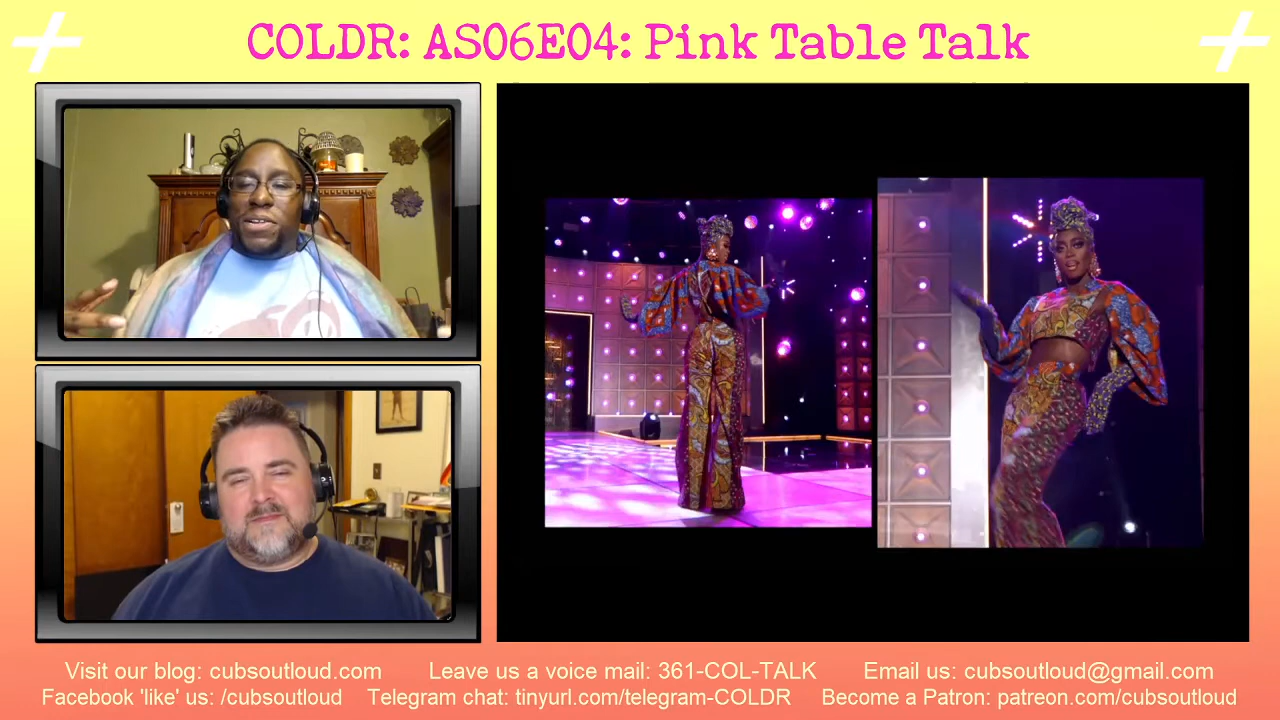 COLDR: AS06E04: Pink Table Talk
Visit our blog: cubsoutloud.com Leave us a voice mail: 361-COL-TALK Email us: cubsoutloud@gmail.com
Facebook 'like' us: /cubsoutloud Telegram chat: tinyurl.com/telegram-COLDR Become a Patron: patreon.com/cubsoutloud